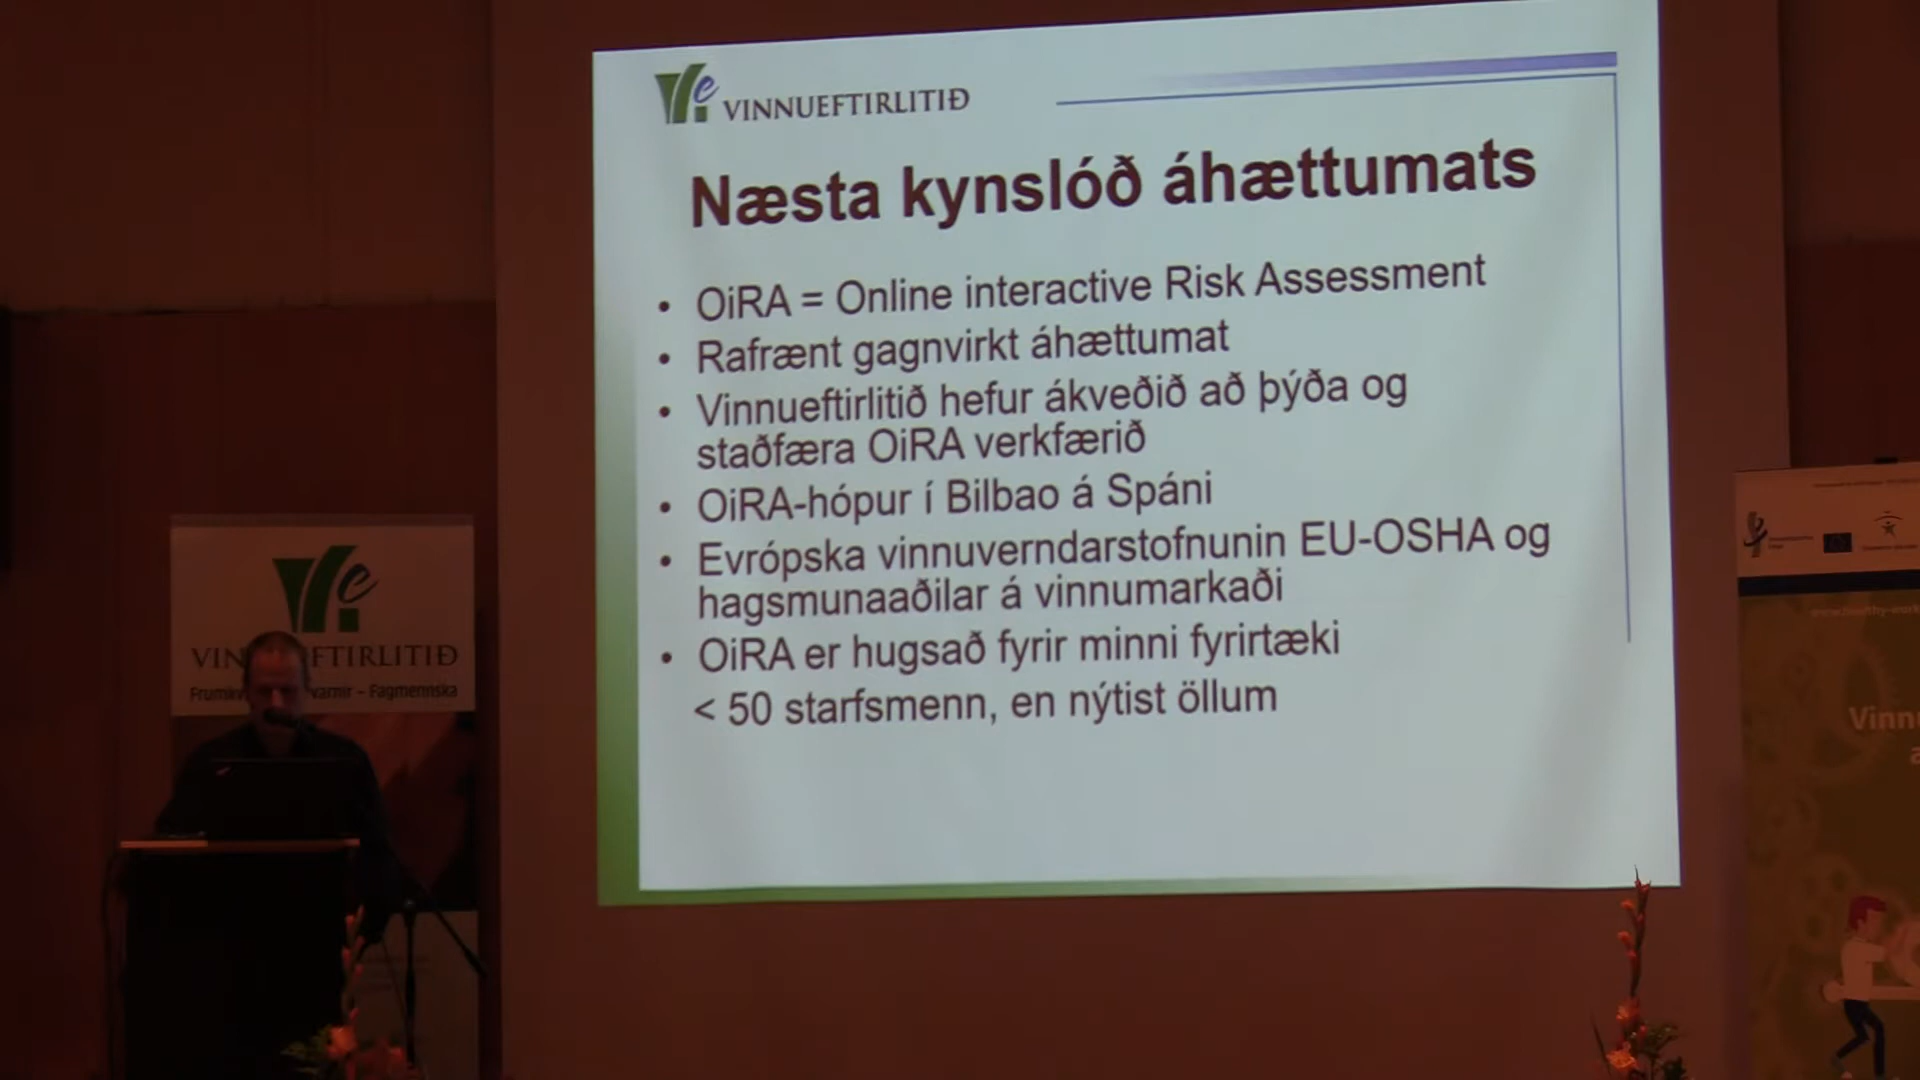 VINNUEFTIRLITIÐ
Næsta kynslóð áhættumats
• OiRA = Online interactive Risk Assessment
• Rafrænt gagnvirkt áhættumat
• Vinnueftirlitið hefur ákveðið að þýða og
staðfæra OiRA verkfærið
• OiRA-hópur í Bilbao á Spáni
• Evrópska vinnuverndarstofnunin EU-OSHA og
hagsmunaaðilar á vinnumarkaði
• OiRA er hugsað fyrir minni fyrirtæki
< 50 starfsmenn, en nýtist öllum
VIN FTIRLITIÐ
Frumkv varnir – Fagmennska
Vinn